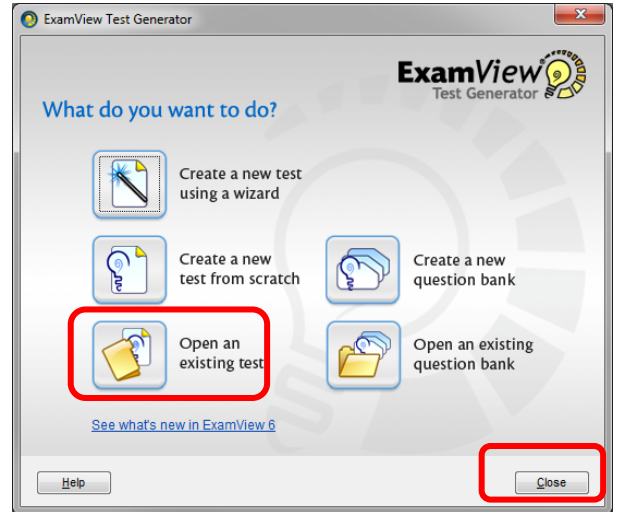 ExamView Test Generator
ExamView
Test Generator
What do you want to do?
Create a new test
using a wizard
Create a new
test from scratch
Create a new
question bank
Open an
existing test
Open an existing
question bank
See what's new in ExamView 6
Help
Close